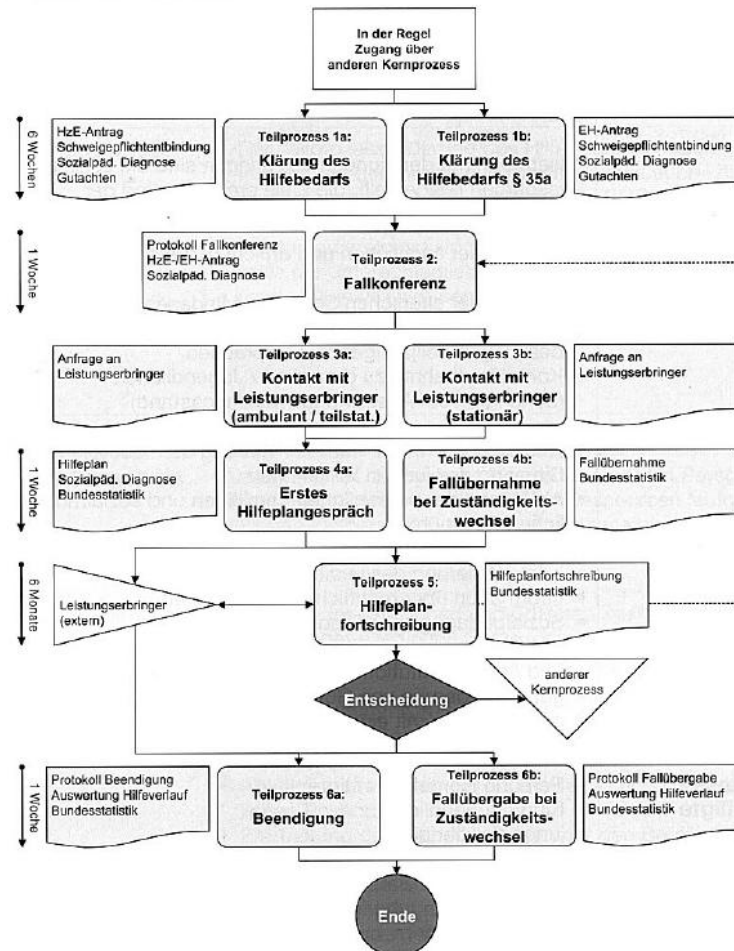 In der Regel
Zugang über
anderen Kernprozess
6 Wochen
HzE-Antrag
Schweigepflichtentbindung
Sozialpäd. Diagnose
Gutachten
Teilprozess 1a:
Klärung des
Hilfebedarfs
Teilprozess 1b:
Klärung des
Hilfebedarfs § 35a
EH-Antrag
Schweigepflichtentbindung
Sozialpäd. Diagnose
Gutachten
1 Woche
Protokoll Fallkonferenz
HzE-/EH-Antrag
Sozialpäd. Diagnose
Teilprozess 2:
Fallkonferenz
Anfrage an
Leistungserbringer
Teilprozess 3a:
Kontakt mit
Leistungserbringer
(ambulant / teilstat.)
Teilprozess 3b:
Kontakt mit
Leistungserbringer
(stationär)
Anfrage an
Leistungserbringer
1 Woche
Hilfeplan
Sozialpäd. Diagnose
Bundesstatistik
Teilprozess 4a:
Erstes
Hilfeplangespräch
Teilprozess 4b:
Fallübernahme
bei Zuständigkeits-
wechsel
Fallübernahme
Bundesstatistik
6 Monate
Leistungserbringer
(extern)
Teilprozess 5:
Hilfeplan-
fortschreibung
Hilfeplanfortschreibung
Bundesstatistik
Entscheidung
anderer
Kernprozess
1 Woche
Protokoll Beendigung
Auswertung Hilfeverlauf
Bundesstatistik
Teilprozess 6a:
Beendigung
Teilprozess 6b:
Fallübergabe bei
Zuständigkeits-
wechsel
Protokoll Fallübergabe
Auswertung Hilfeverlauf
Bundesstatistik
Ende